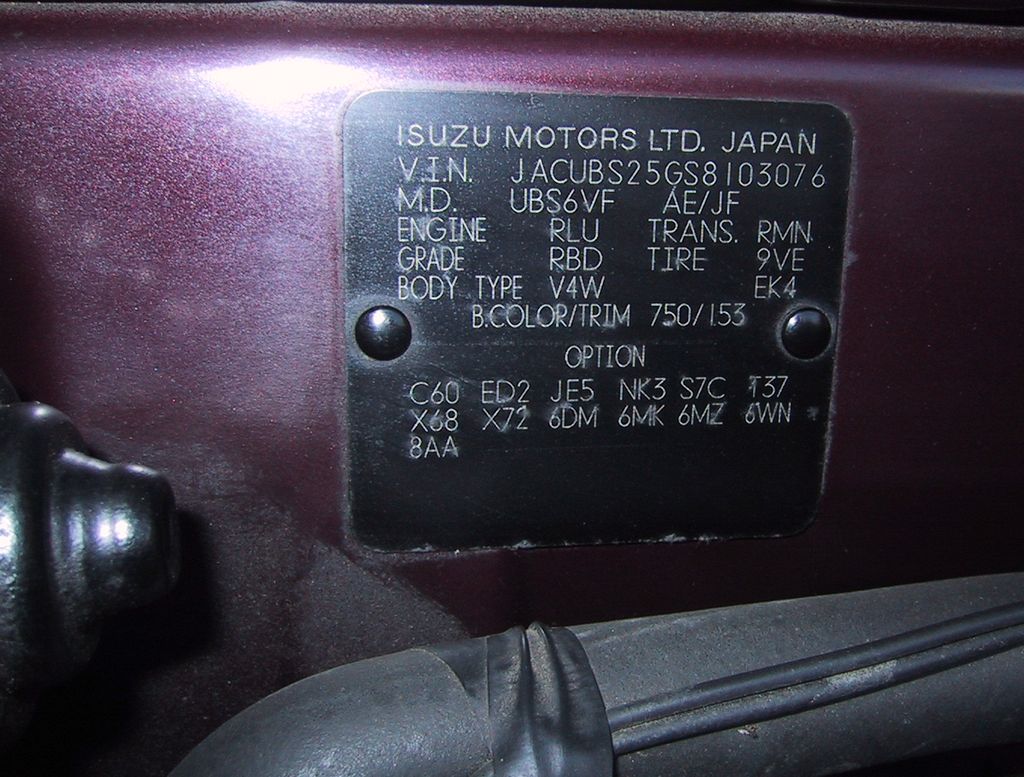 ISUZU MOTORS LTD. JAPAN
V.I.N. JACUBS25GS8103076
M.D. UBS6VF AE/JF
ENGINE RLU TRANS. RMN
GRADE RBD TIRE 9VE
BODY TYPE V4W EK4
B.COLOR/TRIM 750/153
OPTION
C60 ED2 JE5 NK3 S7C T37
X68 X72 6DM 6MK 6MZ 6WN
8AA